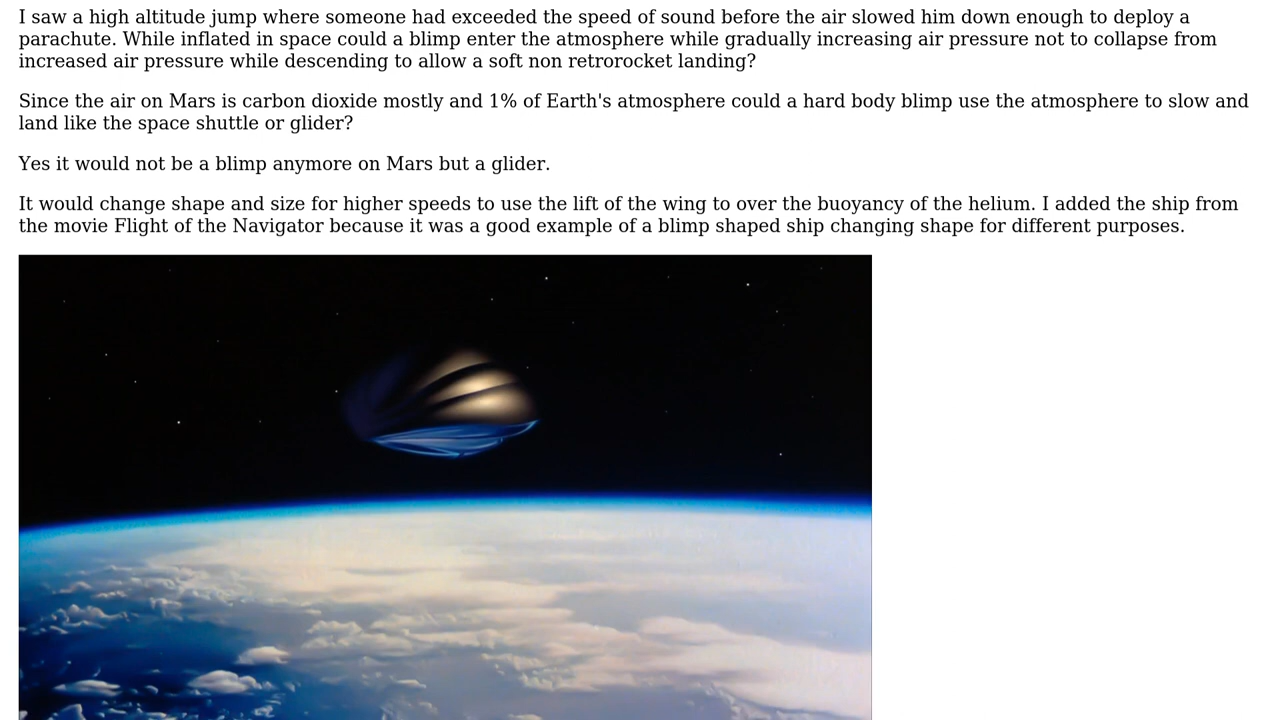 I saw a high altitude jump where someone had exceeded the speed of sound before the air slowed him down enough to deploy a
parachute. While inflated in space could a blimp enter the atmosphere while gradually increasing air pressure not to collapse from
increased air pressure while descending to allow a soft non retrorocket landing?
Since the air on Mars is carbon dioxide mostly and 1% of Earth's atmosphere could a hard body blimp use the atmosphere to slow and
land like the space shuttle or glider?
Yes it would not be a blimp anymore on Mars but a glider.
It would change shape and size for higher speeds to use the lift of the wing to over the buoyancy of the helium. I added the ship from
the movie Flight of the Navigator because it was a good example of a blimp shaped ship changing shape for different purposes.